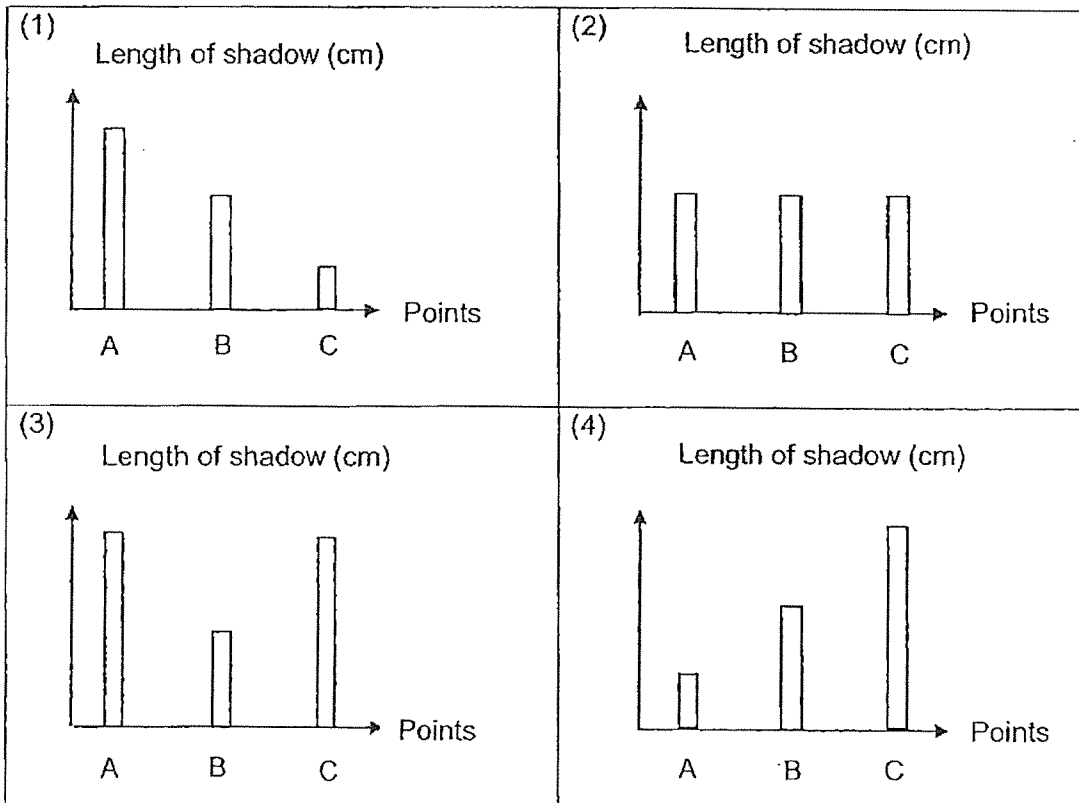 (1)
Length of shadow (cm)
Points
A B C
(2)
Length of shadow (cm)
Points
A B C
(3)
Length of shadow (cm)
Points
A B C
(4)
Length of shadow (cm)
Points
A B C